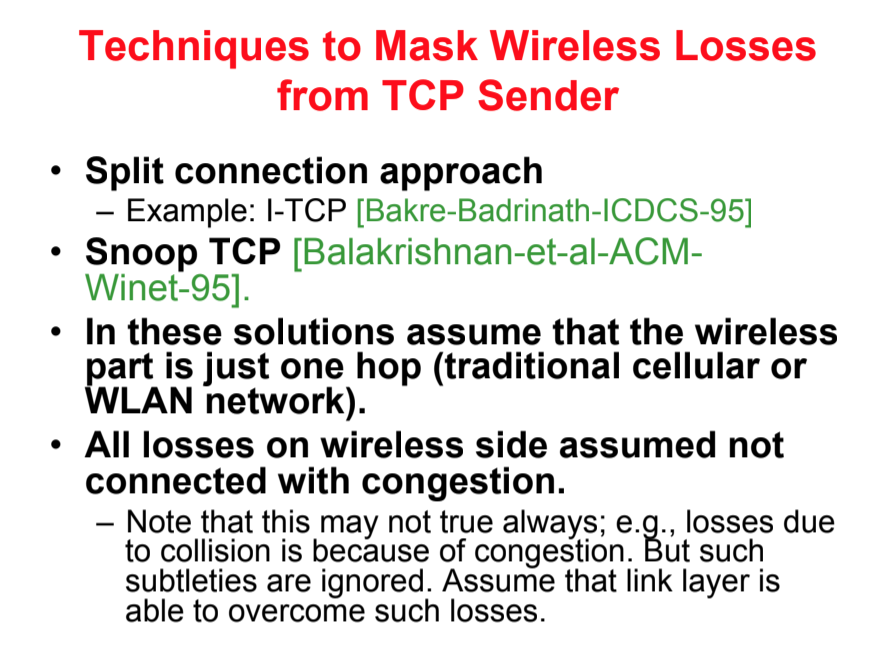 Techniques to Mask Wireless Losses
from TCP Sender
• Split connection approach
– Example: I-TCP [Bakre-Badrinath-ICDCS-95]
• Snoop TCP [Balakrishnan-et-al-ACM-
Winet-95].
• In these solutions assume that the wireless
part is just one hop (traditional cellular or
WLAN network).
• All losses on wireless side assumed not
connected with congestion.
– Note that this may not true always; e.g., losses due
to collision is because of congestion. But such
subtleties are ignored. Assume that link layer is
able to overcome such losses.